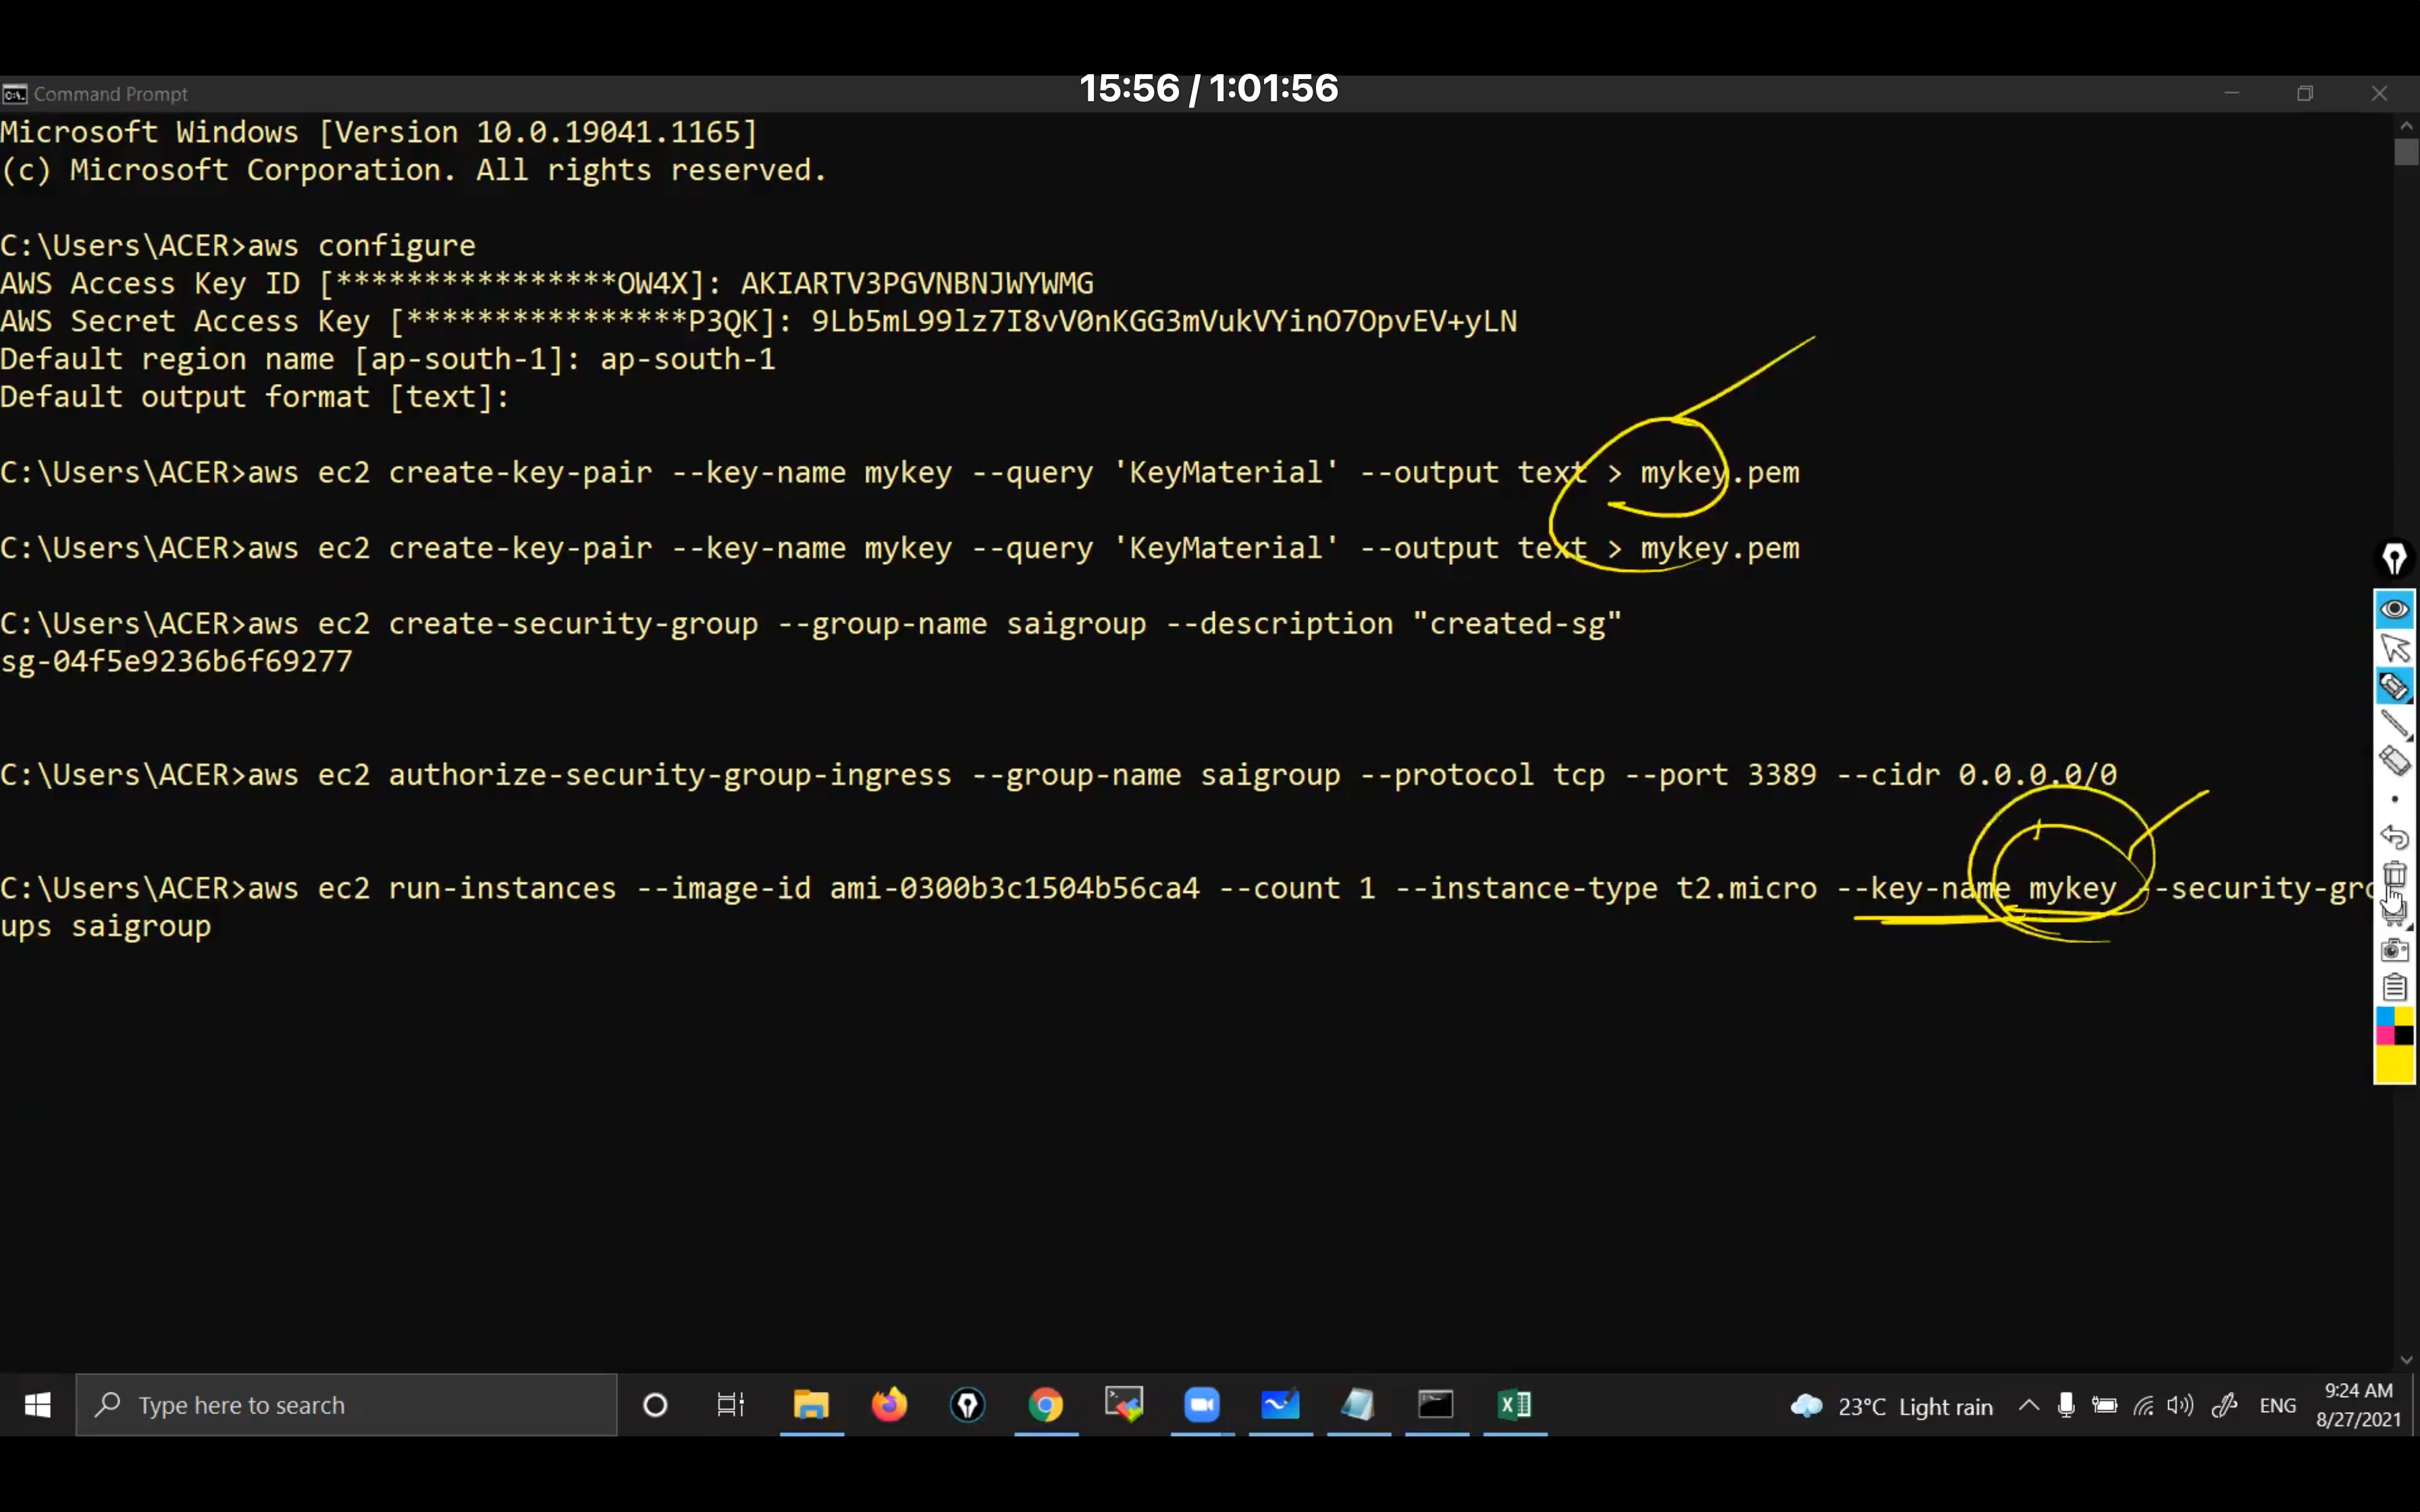 15:56 / 1:01:56
Command Prompt
Microsoft Windows [Version 10.0.19041.1165]
(c) Microsoft Corporation. All rights reserved.
C:\Users\ACER>aws configure
AWS Access Key ID [****************OW4X]: AKIARTV3PGVNBNJWYWMG
AWS Secret Access Key [****************P3QK]: 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
Default region name [ap-south-1]: ap-south-1
Default output format [text]:
C:\Users\ACER>aws ec2 create-key-pair --key-name mykey --query 'KeyMaterial' --output text > mykey.pem
C:\Users\ACER>aws ec2 create-key-pair --key-name mykey --query 'KeyMaterial' --output text > mykey.pem
C:\Users\ACER>aws ec2 create-security-group --group-name saigroup --description "created-sg"
sg-04f5e9236b6f69277
C:\Users\ACER>aws ec2 authorize-security-group-ingress --group-name saigroup --protocol tcp --port 3389 --cidr 0.0.0.0/0
C:\Users\ACER>aws ec2 run-instances --image-id ami-0300b3c1504b56ca4 --count 1 --instance-type t2.micro --key-name mykey --security-gro
ups saigroup
Type here to search
23°C Light rain
ENG
9:24 AM
8/27/2021